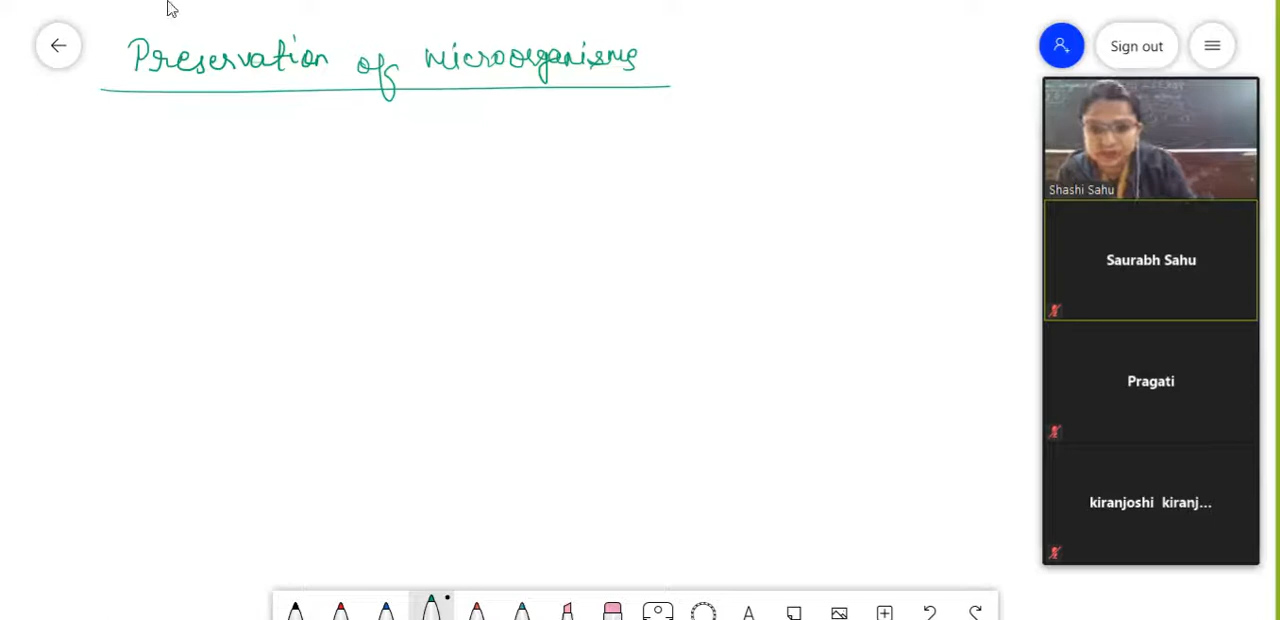 Preservation of microorganisms
Sign out
Shashi Sahu
Saurabh Sahu
Pragati
kiranjoshi kiranj...
A